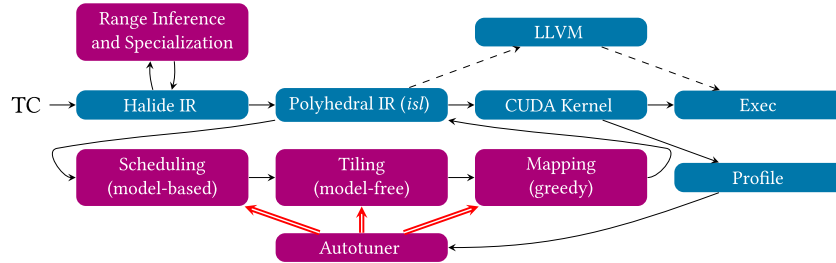 Range Inference
and Specialization
LLVM
TC
Halide IR
Polyhedral IR (isl)
CUDA Kernel
Exec
Scheduling
(model-based)
Tiling
(model-free)
Mapping
(greedy)
Profile
Autotuner